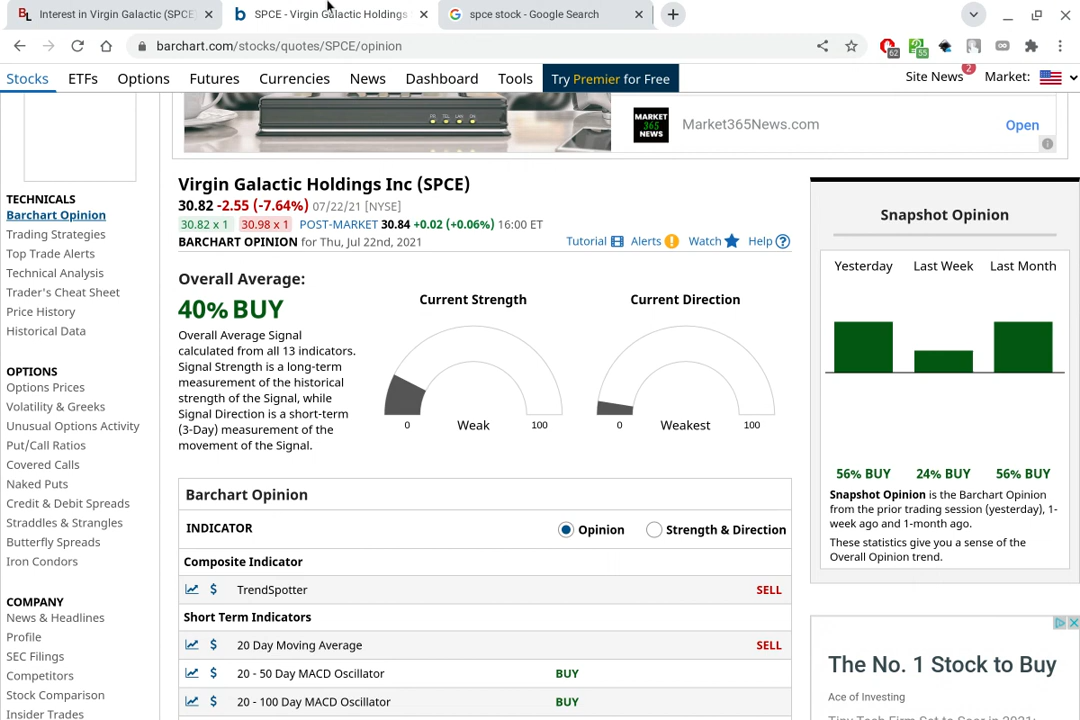 Interest in Virgin Galactic (SPCE)
SPCE - Virgin Galactic Holdings
spce stock - Google Search
barchart.com/stocks/quotes/SPCE/opinion
62
55
Stocks
ETFs
Options
Futures
Currencies
News
Dashboard
Tools
Try Premier for Free
Site News
2
Market:
MARKET
365
NEWS
Market365News.com
Open
TECHNICALS
Barchart Opinion
Trading Strategies
Top Trade Alerts
Technical Analysis
Trader's Cheat Sheet
Price History
Historical Data
OPTIONS
Options Prices
Volatility & Greeks
Unusual Options Activity
Put/Call Ratios
Covered Calls
Naked Puts
Credit & Debit Spreads
Straddles & Strangles
Butterfly Spreads
Iron Condors
COMPANY
News & Headlines
Profile
SEC Filings
Competitors
Stock Comparison
Insider Trades
Virgin Galactic Holdings Inc (SPCE)
30.82 -2.55 (-7.64%) 07/22/21 [NYSE]
30.82 x 1 30.98 x 1 POST-MARKET 30.84 +0.02 (+0.06%) 16:00 ET
BARCHART OPINION for Thu, Jul 22nd, 2021
Tutorial Alerts Watch Help
Overall Average:
40% BUY
Overall Average Signal
calculated from all 13 indicators.
Signal Strength is a long-term
measurement of the historical
strength of the Signal, while
Signal Direction is a short-term
(3-Day) measurement of the
movement of the Signal.
Current Strength
0 Weak 100
Current Direction
0 Weakest 100
Barchart Opinion
INDICATOR Opinion Strength & Direction
Composite Indicator
TrendSpotter SELL
Short Term Indicators
20 Day Moving Average SELL
20 - 50 Day MACD Oscillator BUY
20 - 100 Day MACD Oscillator BUY
Snapshot Opinion
Yesterday Last Week Last Month
56% BUY 24% BUY 56% BUY
Snapshot Opinion is the Barchart Opinion
from the prior trading session (yesterday), 1-
week ago and 1-month ago.
These statistics give you a sense of the
Overall Opinion trend.
The No. 1 Stock to Buy
Ace of Investing